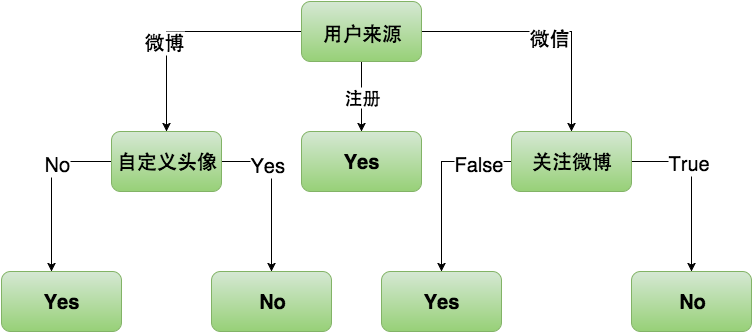 用户来源
微博
微信
注册
自定义头像
Yes
关注微博
No
Yes
False
True
Yes
No
Yes
No